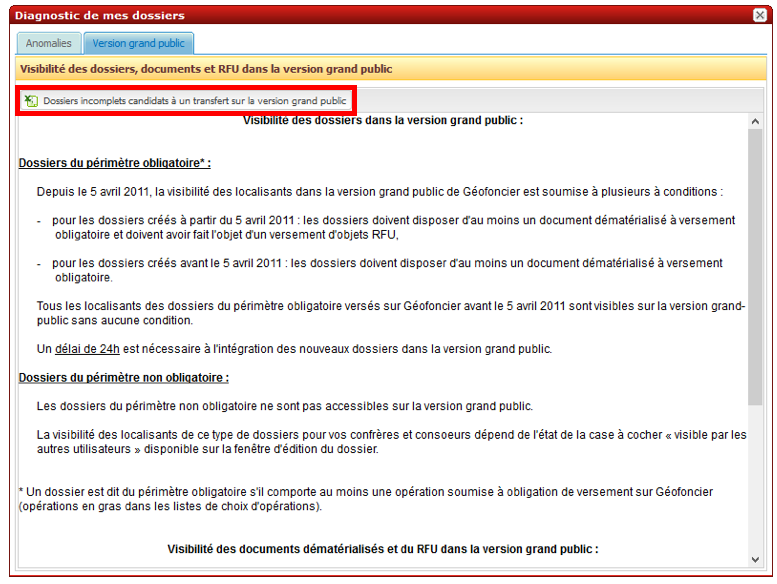 Diagnostic de mes dossiers
Anomalies Version grand public
Visibilité des dossiers, documents et RFU dans la version grand public
Dossiers incomplets candidats à un transfert sur la version grand public
Visibilité des dossiers dans la version grand public :
Dossiers du périmètre obligatoire* :
Depuis le 5 avril 2011, la visibilité des localisants dans la version grand public de Géofoncier est soumise à plusieurs à conditions :
- pour les dossiers créés à partir du 5 avril 2011 : les dossiers doivent disposer d'au moins un document dématérialisé à versement
obligatoire et doivent avoir fait l'objet d'un versement d'objets RFU,
- pour les dossiers créés avant le 5 avril 2011 : les dossiers doivent disposer d'au moins un document dématérialisé à versement
obligatoire.
Tous les localisants des dossiers du périmètre obligatoire versés sur Géofoncier avant le 5 avril 2011 sont visibles sur la version grand-
public sans aucune condition.
Un délai de 24h est nécessaire à l'intégration des nouveaux dossiers dans la version grand public.
Dossiers du périmètre non obligatoire :
Les dossiers du périmètre non obligatoire ne sont pas accessibles sur la version grand public.
La visibilité des localisants de ce type de dossiers pour vos confrères et consoeurs dépend de l'état de la case à cocher « visible par les
autres utilisateurs » disponible sur la fenêtre d'édition du dossier.
* Un dossier est dit du périmètre obligatoire s'il comporte au moins une opération soumise à obligation de versement sur Géofoncier
(opérations en gras dans les listes de choix d'opérations).
Visibilité des documents dématérialisés et du RFU dans la version grand public :